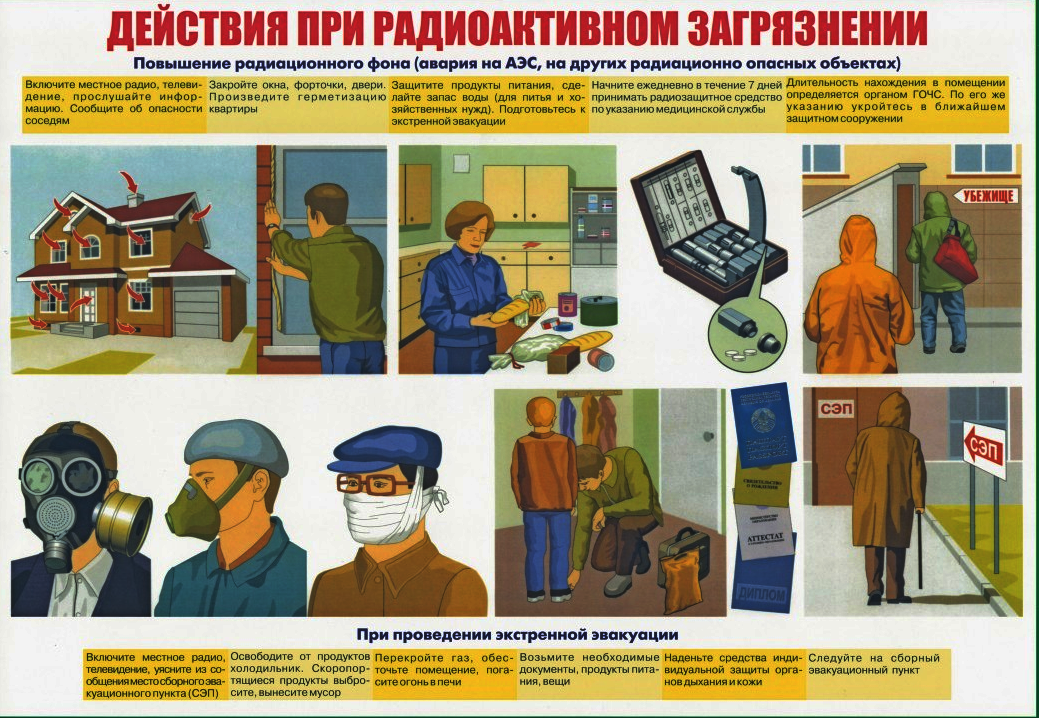 ДЕЙСТВИЯ ПРИ РАДИОАКТИВНОМ ЗАГРЯЗНЕНИИ
Повышение радиационного фона (авария на АЭС, на других радиационно опасных объектах)
Включите местное радио, телеви-
дение, прослушайте инфор-
мацию. Сообщите об опасности
соседям
Закройте окна, форточки, двери.
Произведите герметизацию
квартиры
Защитите продукты питания, сде-
лайте запас воды (для питья и хо-
зяйственных нужд). Подготовьтесь к
экстренной эвакуации
Начните ежедневно в течение 7 дней
принимать радиозащитное средство
по указанию медицинской службы
Длительность нахождения в помещении
определяется органом ГОЧС. По его же
указанию укройтесь в ближайшем
защитном сооружении
УБЕЖИЩЕ
СВИДЕТЕЛЬСТВО
О РОЖДЕНИИ
АТТЕСТАТ
ДИПЛОМ
СЭП
СЭП
При проведении экстренной эвакуации
Включите местное радио,
телевидение, уясните из со-
общения место сборного эва-
куационного пункта (СЭП)
Освободите от продуктов
холодильник. Скоропор-
тящиеся продукты выбро-
сите, вынесите мусор
Перекройте газ, обес-
точьте помещение, пога-
сите огонь в печи
Возьмите необходимые
документы, продукты пита-
ния, вещи
Наденьте средства инди-
видуальной защиты орга-
нов дыхания и кожи
Следуйте на сборный
эвакуационный пункт